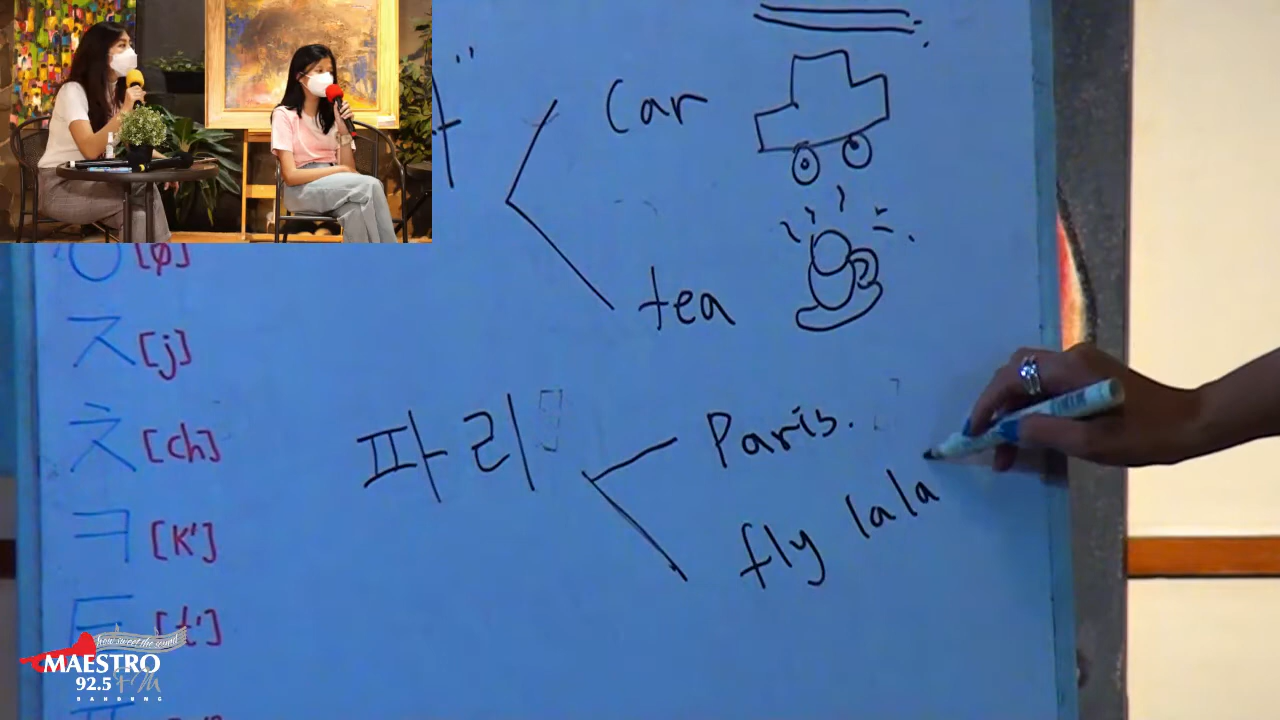 car
tea
ㅇ [ø]
ㅈ [j]
ㅊ [ch]
ㅋ [k']
ㅌ [t']
파리
Paris.
fly lala
how sweet the sound
MAESTRO
92.5 FM
BANDUNG